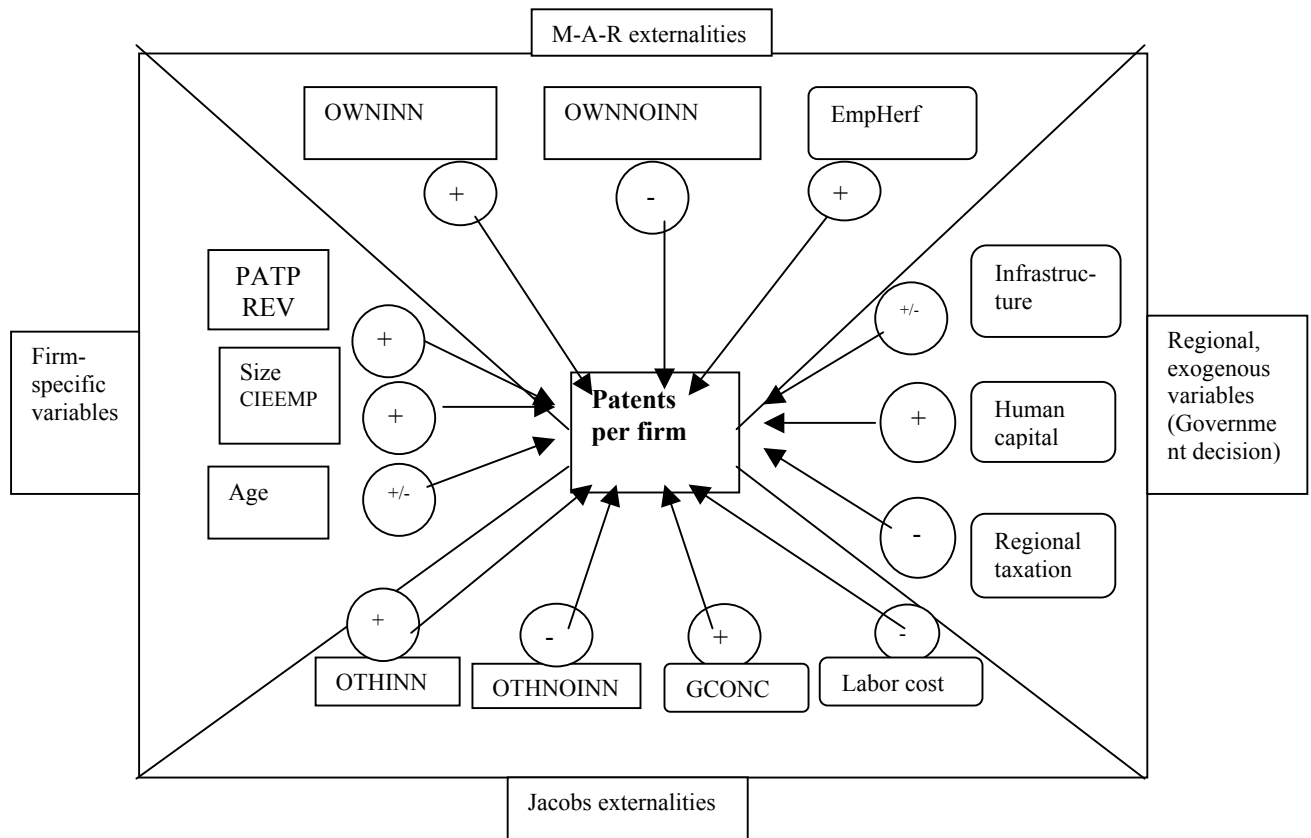 M-A-R externalities
OWNINN
OWNNOINN
EmpHerf
+
-
+
PATP
REV
Infrastruc-
ture
+/-
+
Firm-
specific
variables
Size
CIEEMP
+
Patents
per firm
+
Human
capital
Regional,
exogenous
variables
(Governme
nt decision)
Age
+/-
-
Regional
taxation
+
-
+
-
OTHINN
OTHNOINN
GCONC
Labor cost
Jacobs externalities